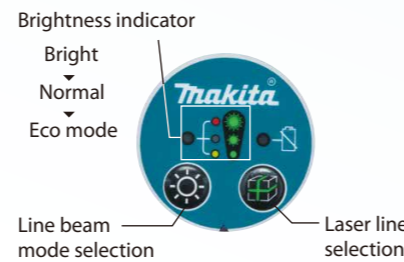 Brightness indicator
Bright
Normal
Eco mode
makita®
Line beam
mode selection
Laser line
selection